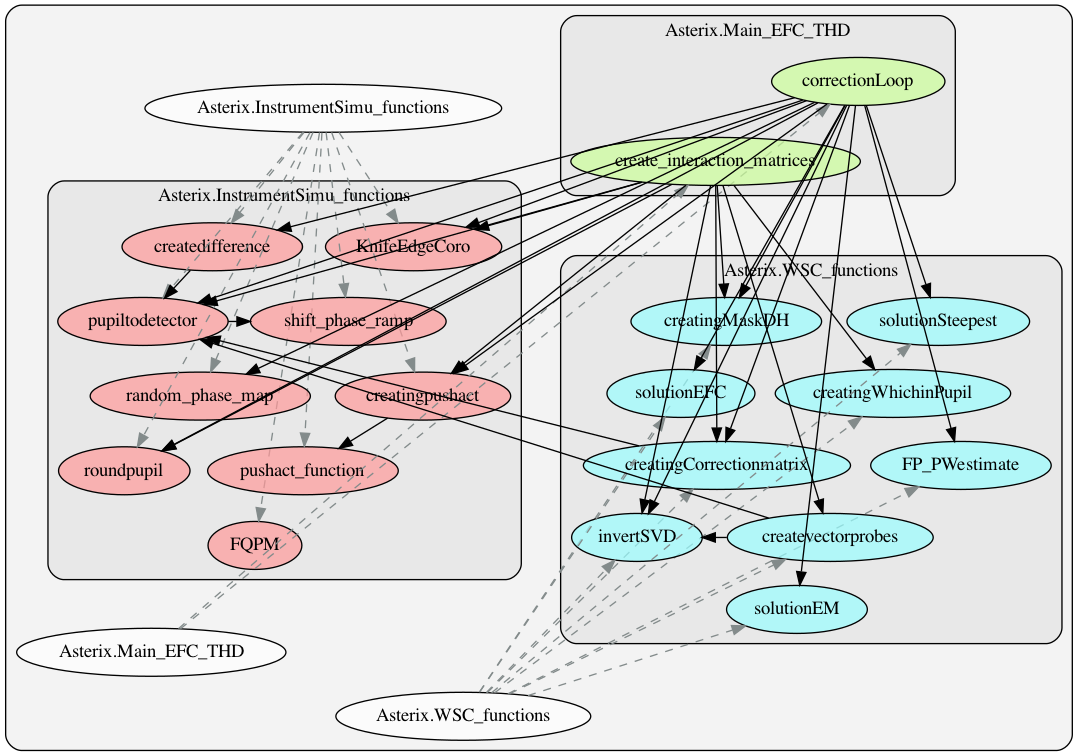 Asterix.Main_EFC_THD
correctionLoop
Asterix.InstrumentSimu_functions
create_interaction_matrices
Asterix.InstrumentSimu_functions
createdifference
KnifeEdgeCoro
Asterix.WSC_functions
pupiltodetector
shift_phase_ramp
creatingMaskDH
solutionSteepest
random_phase_map
creatingpushact
solutionEFC
creatingWhichinPupil
roundpupil
pushact_function
creatingCorrectionmatrix
FP_PWestimate
FQPM
invertSVD
createvectorprobes
solutionEM
Asterix.Main_EFC_THD
Asterix.WSC_functions